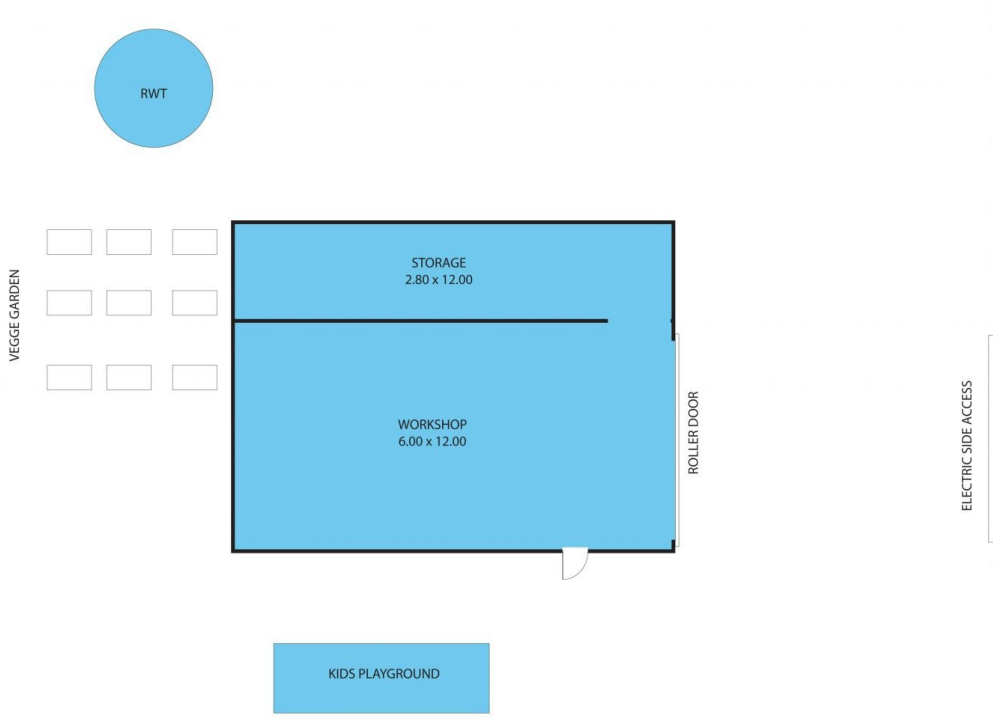 RWT
STORAGE
2.80 x 12.00
VEGGE GARDEN
WORKSHOP
6.00 x 12.00
ROLLER DOOR
ELECTRIC SIDE ACCESS
KIDS PLAYGROUND